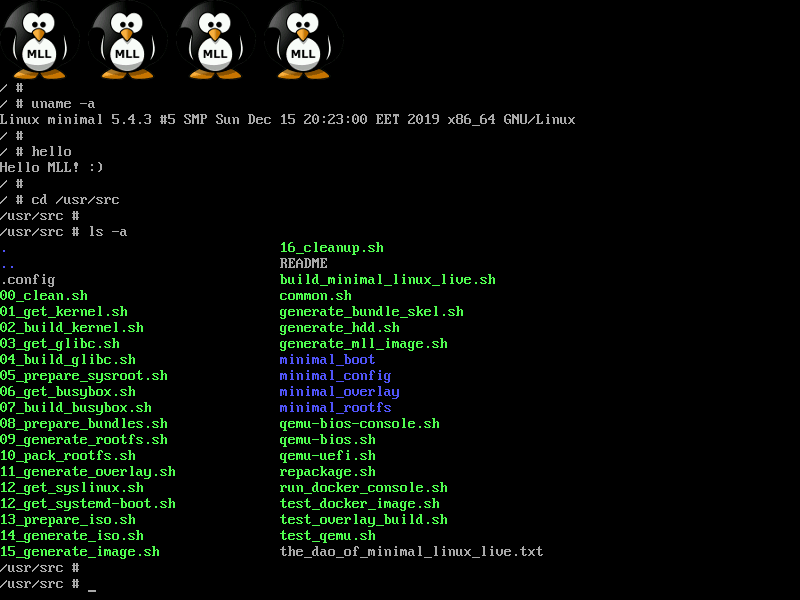 MLL MLL MLL MLL
/ #
/ # uname -a
Linux minimal 5.4.3 #5 SMP Sun Dec 15 20:23:00 EET 2019 x86_64 GNU/Linux
/ #
/ # hello
Hello MLL! :)
/ #
/ # cd /usr/src
/usr/src #
/usr/src # ls -a
. 16_cleanup.sh
.. README
.config build_minimal_linux_live.sh
00_clean.sh common.sh
01_get_kernel.sh generate_bundle_skel.sh
02_build_kernel.sh generate_hdd.sh
03_get_glibc.sh generate_mll_image.sh
04_build_glibc.sh minimal_boot
05_prepare_sysroot.sh minimal_config
06_get_busybox.sh minimal_overlay
07_build_busybox.sh minimal_rootfs
08_prepare_bundles.sh qemu-bios-console.sh
09_generate_rootfs.sh qemu-bios.sh
10_pack_rootfs.sh qemu-uefi.sh
11_generate_overlay.sh repackage.sh
12_get_syslinux.sh run_docker_console.sh
12_get_systemd-boot.sh test_docker_image.sh
13_prepare_iso.sh test_overlay_build.sh
14_generate_iso.sh test_qemu.sh
15_generate_image.sh the_dao_of_minimal_linux_live.txt
/usr/src #
/usr/src # _